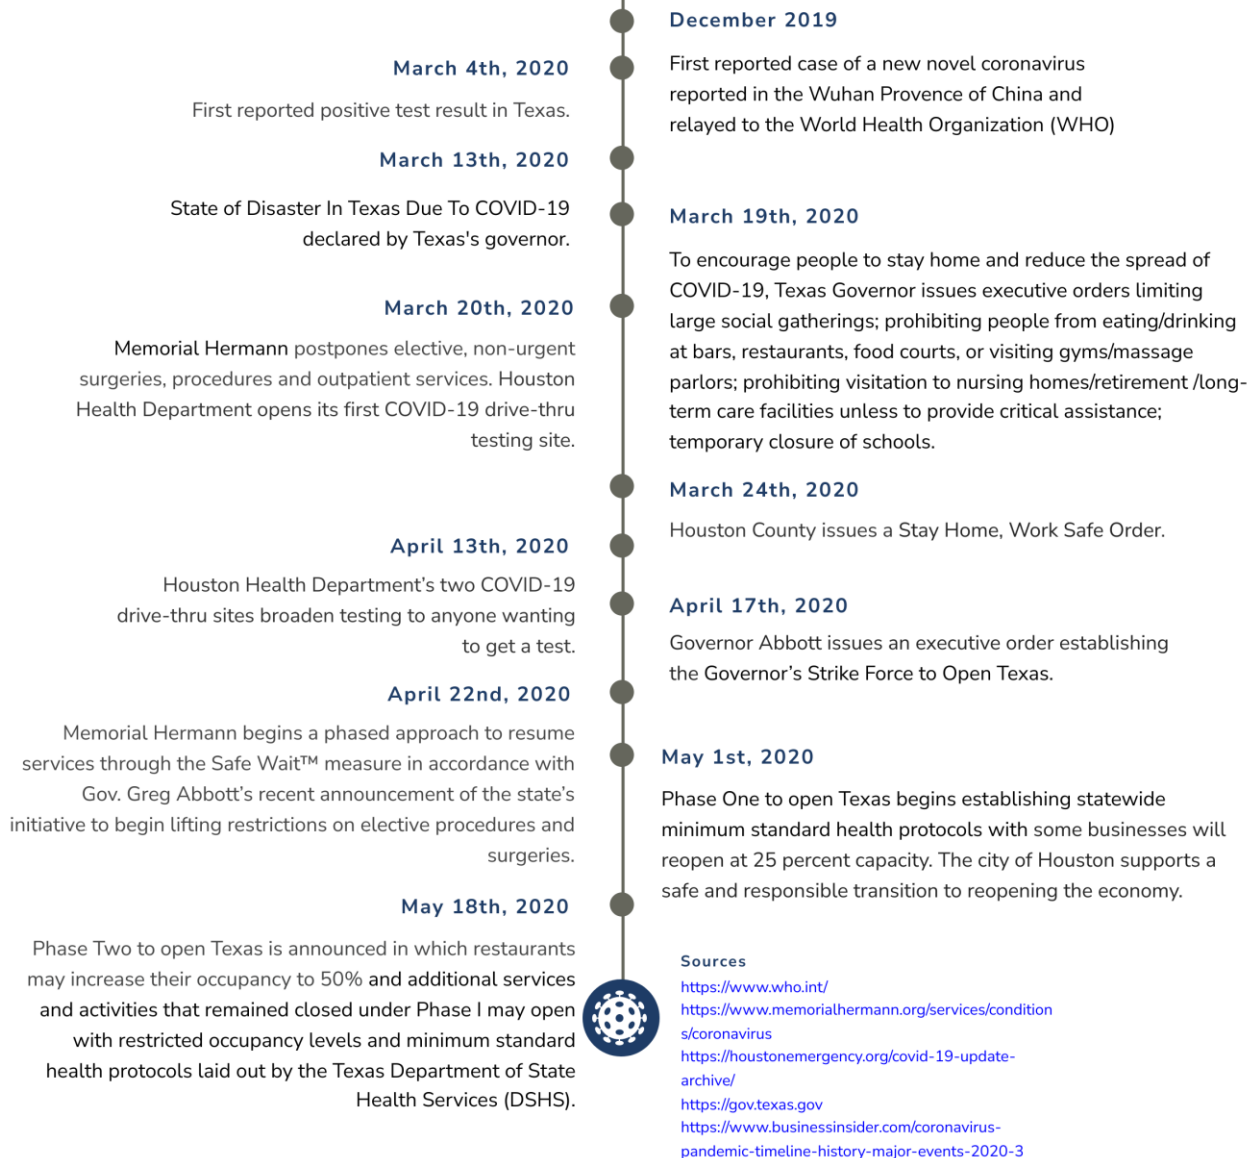 December 2019
First reported case of a new novel coronavirus
reported in the Wuhan Provence of China and
relayed to the World Health Organization (WHO)
March 4th, 2020
First reported positive test result in Texas.
March 13th, 2020
State of Disaster In Texas Due To COVID-19
declared by Texas's governor.
March 19th, 2020
To encourage people to stay home and reduce the spread of
COVID-19, Texas Governor issues executive orders limiting
large social gatherings; prohibiting people from eating/drinking
at bars, restaurants, food courts, or visiting gyms/massage
parlors; prohibiting visitation to nursing homes/retirement /long-
term care facilities unless to provide critical assistance;
temporary closure of schools.
March 20th, 2020
Memorial Hermann postpones elective, non-urgent
surgeries, procedures and outpatient services. Houston
Health Department opens its first COVID-19 drive-thru
testing site.
March 24th, 2020
Houston County issues a Stay Home, Work Safe Order.
April 13th, 2020
Houston Health Department’s two COVID-19
drive-thru sites broaden testing to anyone wanting
to get a test.
April 17th, 2020
Governor Abbott issues an executive order establishing
the Governor’s Strike Force to Open Texas.
April 22nd, 2020
Memorial Hermann begins a phased approach to resume
services through the Safe Wait™ measure in accordance with
Gov. Greg Abbott’s recent announcement of the state’s
initiative to begin lifting restrictions on elective procedures and
surgeries.
May 1st, 2020
Phase One to open Texas begins establishing statewide
minimum standard health protocols with some businesses will
reopen at 25 percent capacity. The city of Houston supports a
safe and responsible transition to reopening the economy.
May 18th, 2020
Phase Two to open Texas is announced in which restaurants
may increase their occupancy to 50% and additional services
and activities that remained closed under Phase I may open
with restricted occupancy levels and minimum standard
health protocols laid out by the Texas Department of State
Health Services (DSHS).
Sources
https://www.who.int/
https://www.memorialhermann.org/services/condition
s/coronavirus
https://houstonemergency.org/covid-19-update-
archive/
https://gov.texas.gov
https://www.businessinsider.com/coronavirus-
pandemic-timeline-history-major-events-2020-3